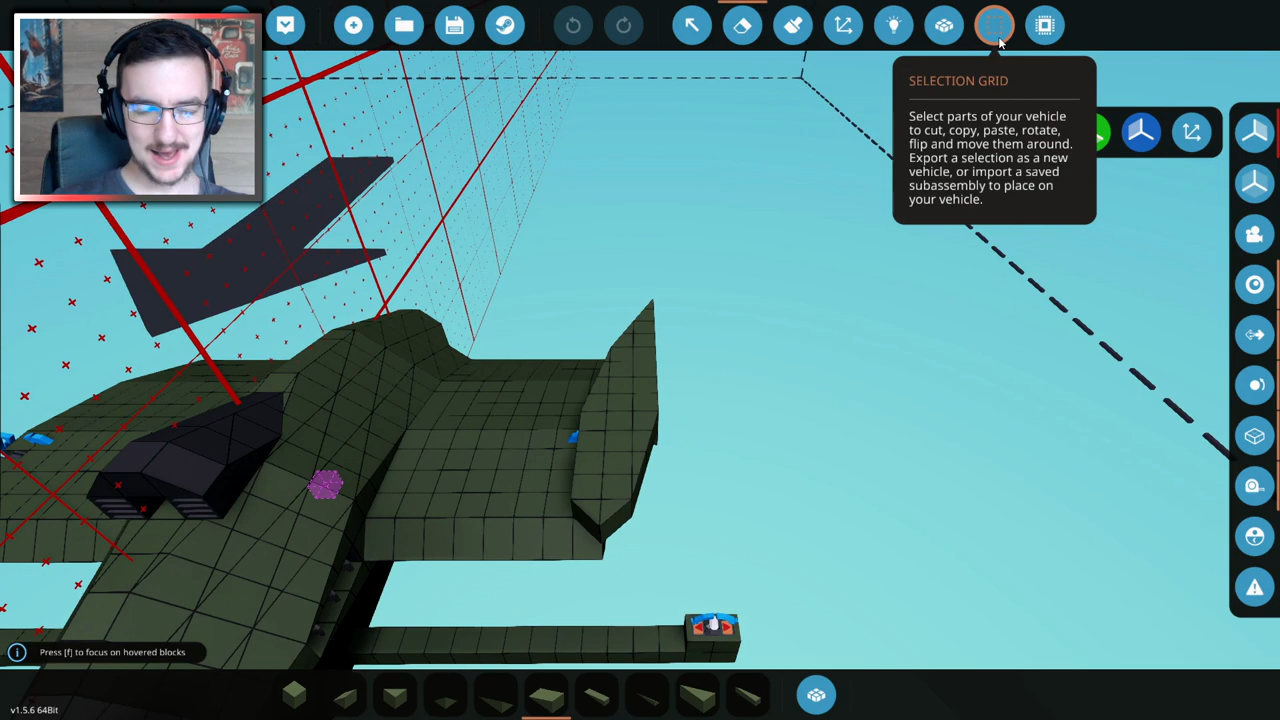 SELECTION GRID
Select parts of your vehicle
to cut, copy, paste, rotate,
flip and move them around.
Export a selection as a new
vehicle, or import a saved
subassembly to place on
your vehicle.
Press [f] to focus on hovered blocks
v1.5.6 64Bit